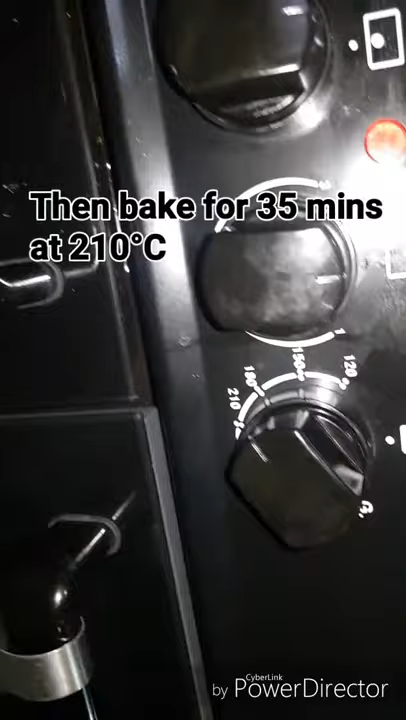 Then bake for 35 mins
at 210°C
120
150
180
210
by CyberLink PowerDirector